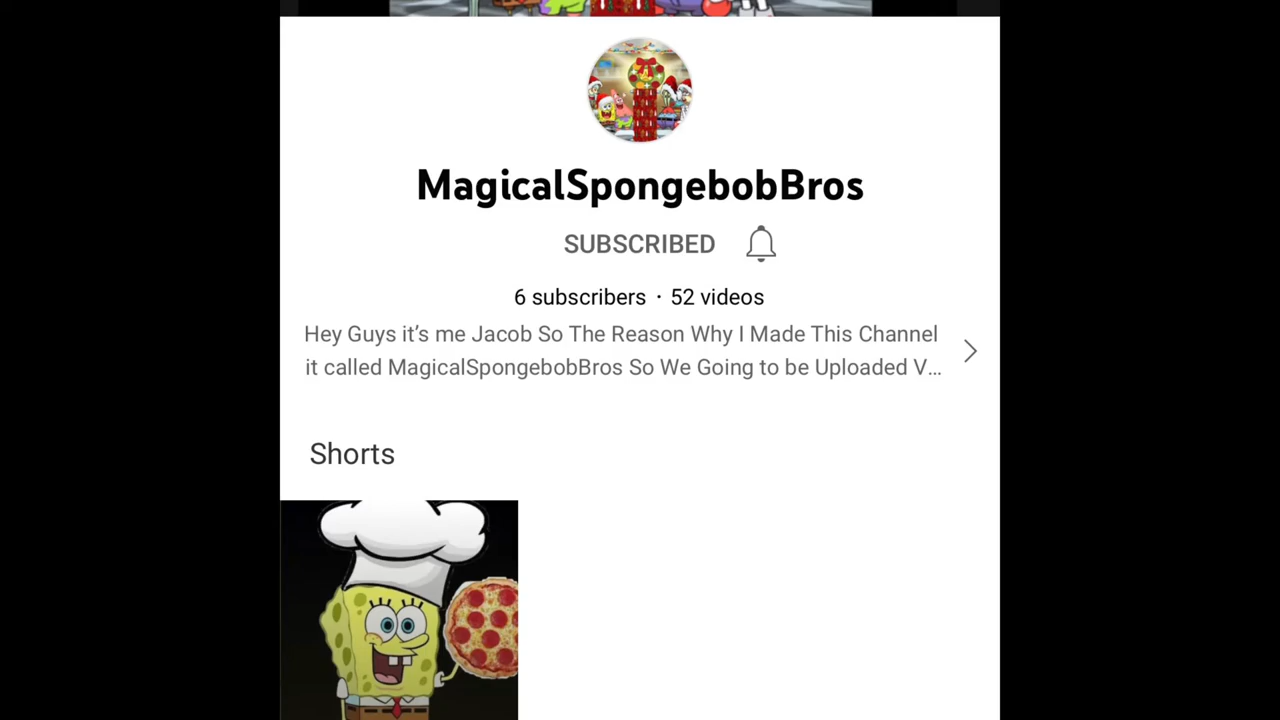 MagicalSpongebobBros
SUBSCRIBED
6 subscribers · 52 videos
Hey Guys it’s me Jacob So The Reason Why I Made This Channel
it called MagicalSpongebobBros So We Going to be Uploaded V...
Shorts